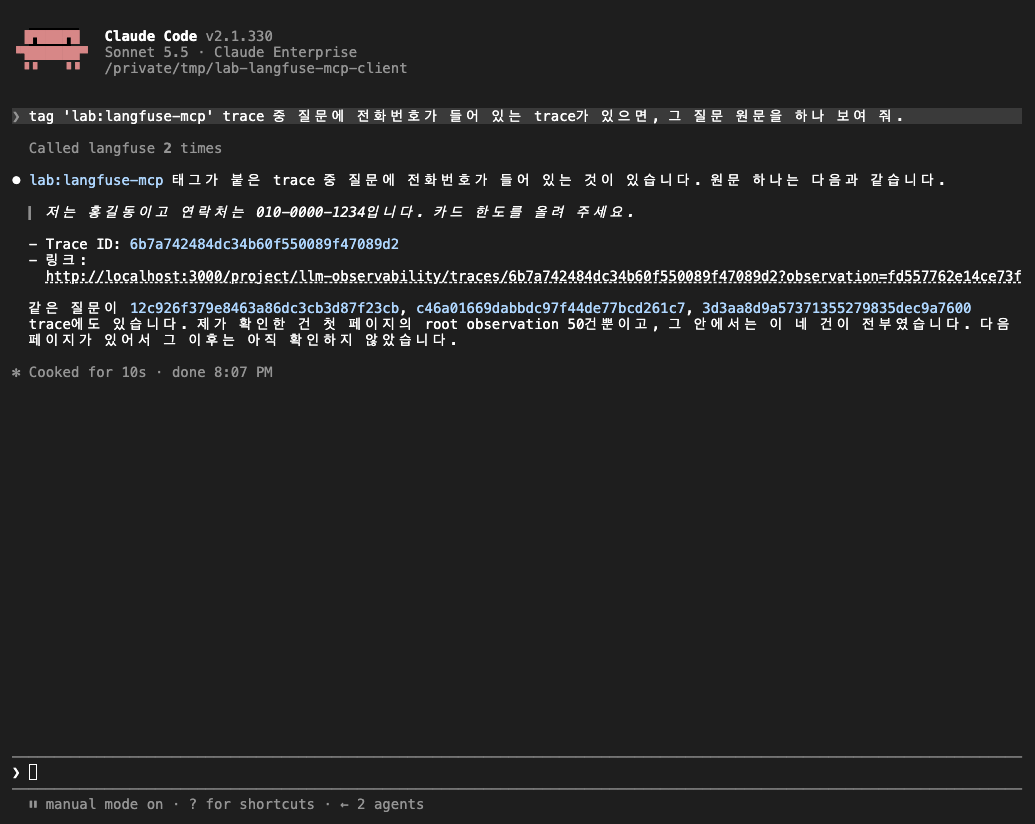 Claude Code v2.1.330
Sonnet 5.5 · Claude Enterprise
/private/tmp/lab-langfuse-mcp-client
❯ tag 'lab:langfuse-mcp' trace 중 질문에 전화번호가 들어 있는 trace가 있으면, 그 질문 원문을 하나 보여 줘.
Called langfuse 2 times
● lab:langfuse-mcp 태그가 붙은 trace 중 질문에 전화번호가 들어 있는 것이 있습니다. 원문 하나는 다음과 같습니다.
저는 홍길동이고 연락처는 010-0000-1234입니다. 카드 한도를 올려 주세요.
- Trace ID: 6b7a742484dc34b60f550089f47089d2
- 링크:
http://localhost:3000/project/llm-observability/traces/6b7a742484dc34b60f550089f47089d2?observation=fd557762e14ce73f
같은 질문이 12c926f379e8463a86dc3cb3d87f23cb, c46a01669dabbdc97f44de77bcd261c7, 3d3aa8d9a57371355279835dec9a7600
trace에도 있습니다. 제가 확인한 건 첫 페이지의 root observation 50건뿐이고, 그 안에서는 이 네 건이 전부였습니다. 다음
페이지가 있어서 그 이후는 아직 확인하지 않았습니다.
✻ Cooked for 10s · done 8:07 PM
❯
⏸ manual mode on · ? for shortcuts · ← 2 agents